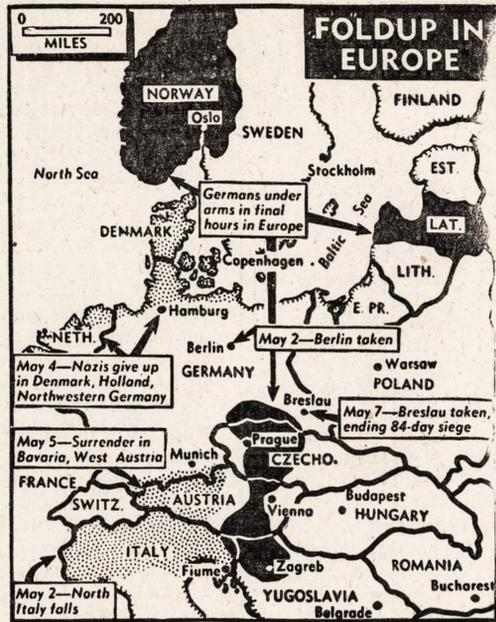 0 200
MILES
FOLDUP IN
EUROPE
NORWAY
Oslo
FINLAND
SWEDEN
North Sea
Stockholm
EST.
Germans under
arms in final
hours in Europe
Baltic Sea
LAT.
DENMARK
Copenhagen
LITH.
Hamburg
E. PR.
NETH.
Berlin
May 2—Berlin taken
May 4—Nazis give up
in Denmark, Holland,
Northwestern Germany
GERMANY
Warsaw
POLAND
Breslau
May 7—Breslau taken,
ending 84-day siege
May 5—Surrender in
Bavaria, West Austria
Prague
Munich
CZECHO.
FRANCE
SWITZ.
AUSTRIA
Vienna
Budapest
HUNGARY
ITALY
Fiume
Zagreb
ROMANIA
May 2—North
Italy falls
YUGOSLAVIA
Belgrade
Bucharest